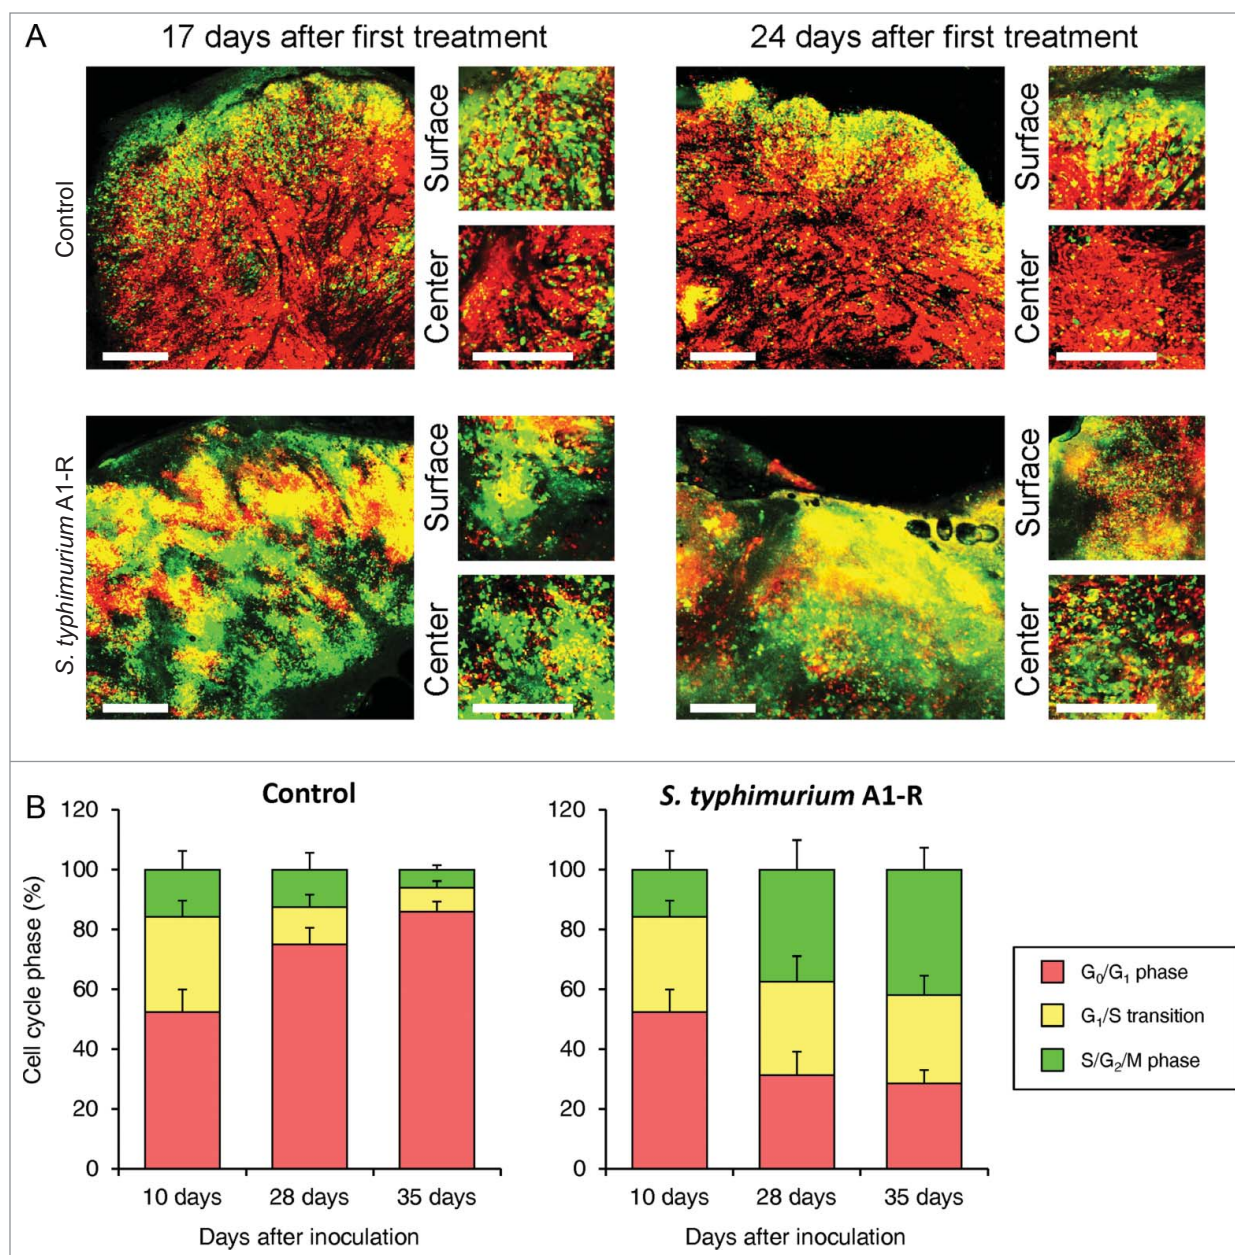 A
17 days after first treatment
24 days after first treatment
Control
Surface
Center
Surface
Center
S. typhimurium A1-R
Surface
Center
Surface
Center
B
Control
S. typhimurium A1-R
Cell cycle phase (%)
120
100
80
60
40
20
0
10 days
28 days
35 days
Days after inoculation
120
100
80
60
40
20
0
10 days
28 days
35 days
Days after inoculation
G₀/G₁ phase
G₁/S transition
S/G₂/M phase